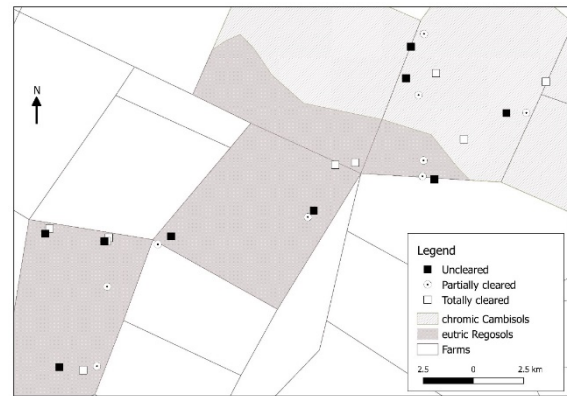 N
Legend
Uncleared
Partially cleared
Totally cleared
chromic Cambisols
eutric Regosols
Farms
2.5 0 2.5 km